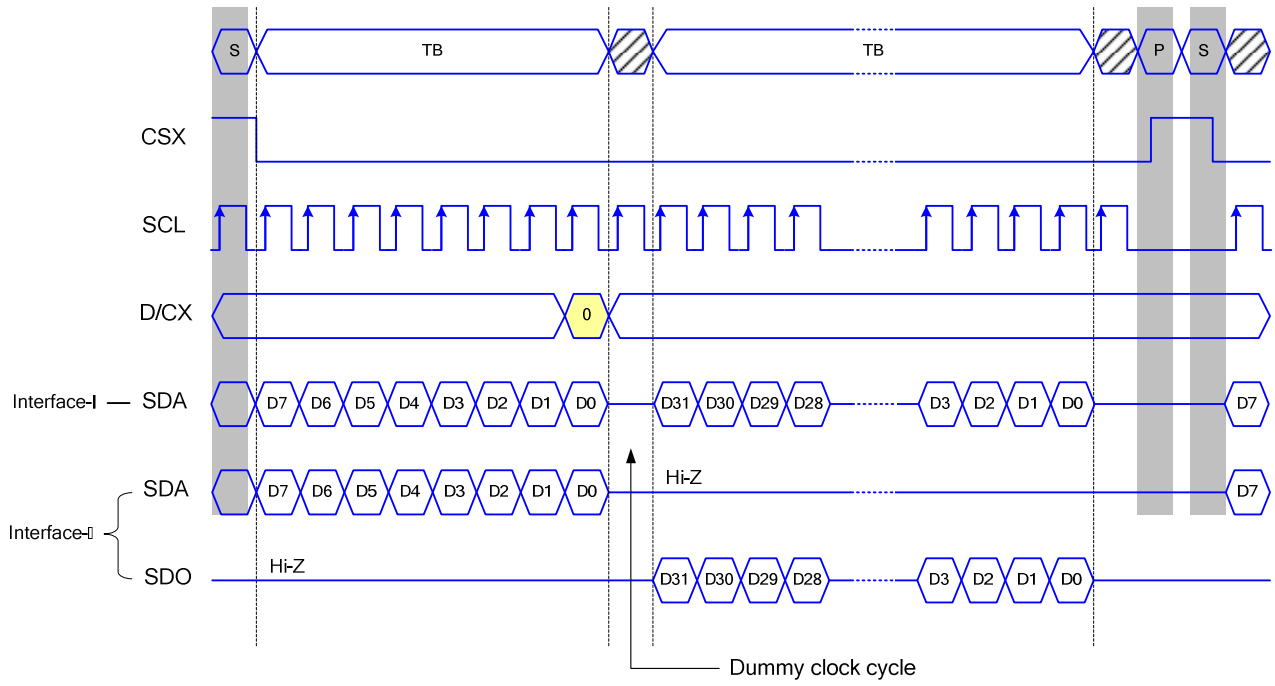 S TB TB P S
CSX
SCL
D/CX 0
Interface-I SDA D7 D6 D5 D4 D3 D2 D1 D0 D31 D30 D29 D28 D3 D2 D1 D0 D7
SDA D7 D6 D5 D4 D3 D2 D1 D0 Hi-Z D7
Interface-▯
SDO Hi-Z D31 D30 D29 D28 D3 D2 D1 D0
Dummy clock cycle